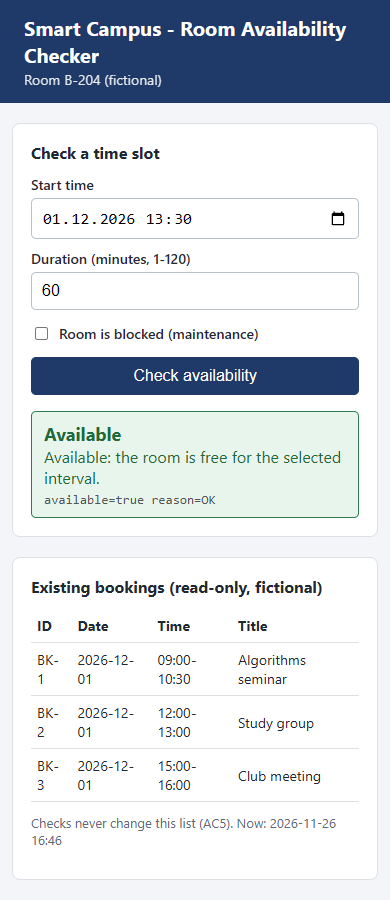 Smart Campus - Room Availability
Checker
Room B-204 (fictional)
Check a time slot
Start time
01.12.2026 13:30
Duration (minutes, 1-120)
60
Room is blocked (maintenance)
Check availability
Available
Available: the room is free for the selected
interval.
available=true reason=OK
Existing bookings (read-only, fictional)
ID Date Time Title
BK- 2026-12- 09:00- Algorithms
1 01 10:30 seminar
BK- 2026-12- 12:00- Study group
2 01 13:00
BK- 2026-12- 15:00- Club meeting
3 01 16:00
Checks never change this list (AC5). Now: 2026-11-26
16:46